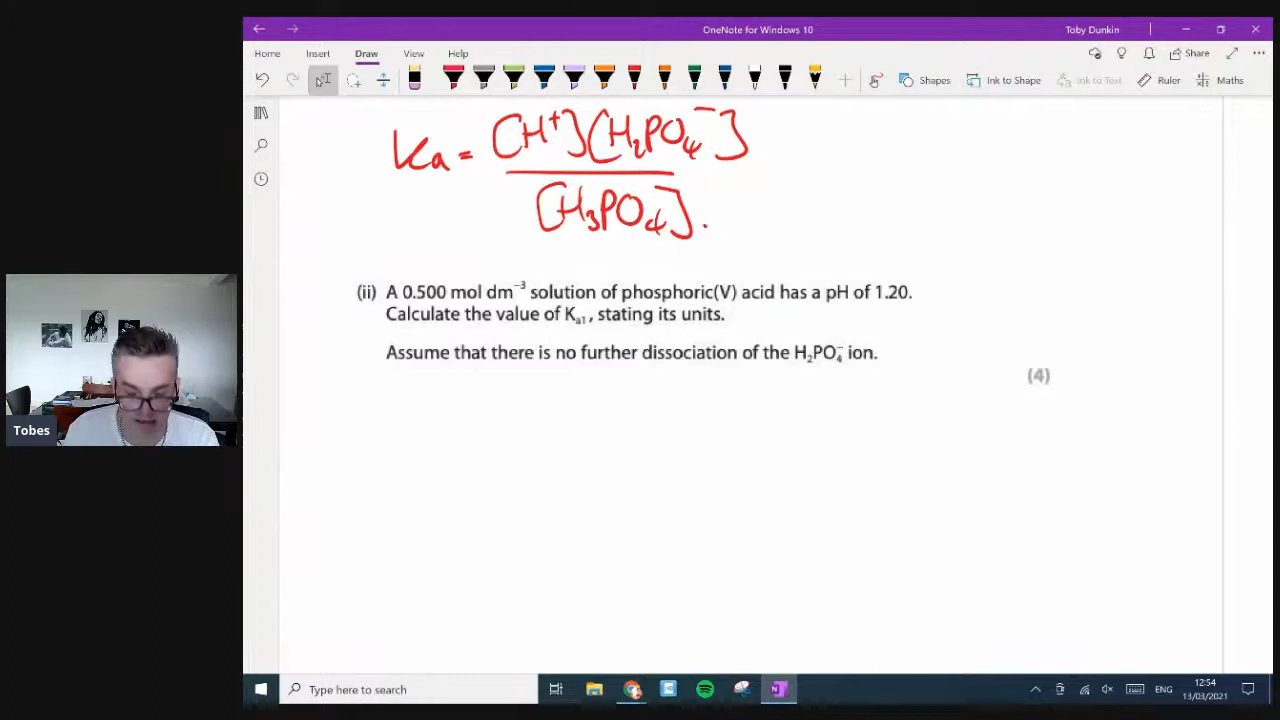 OneNote for Windows 10
Toby Dunkin
Home Insert Draw View Help
Share
Shapes Ink to Shape Ink to Text Ruler Maths
Ka = [H⁺][H₂PO₄⁻]
[H₃PO₄].
(ii) A 0.500 mol dm⁻³ solution of phosphoric(V) acid has a pH of 1.20.
Calculate the value of Kₐ₁, stating its units.
Assume that there is no further dissociation of the H₂PO₄⁻ ion.
(4)
Tobes
Type here to search
ENG
12:54
13/03/2021